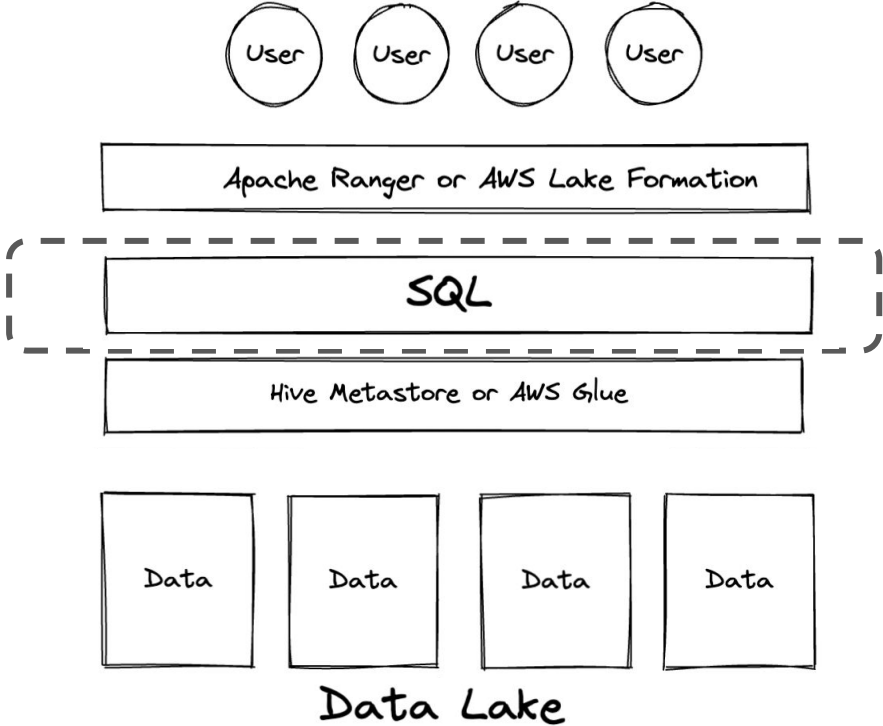 User User User User
Apache Ranger or AWS Lake Formation
SQL
Hive Metastore or AWS Glue
Data Data Data Data
Data Lake